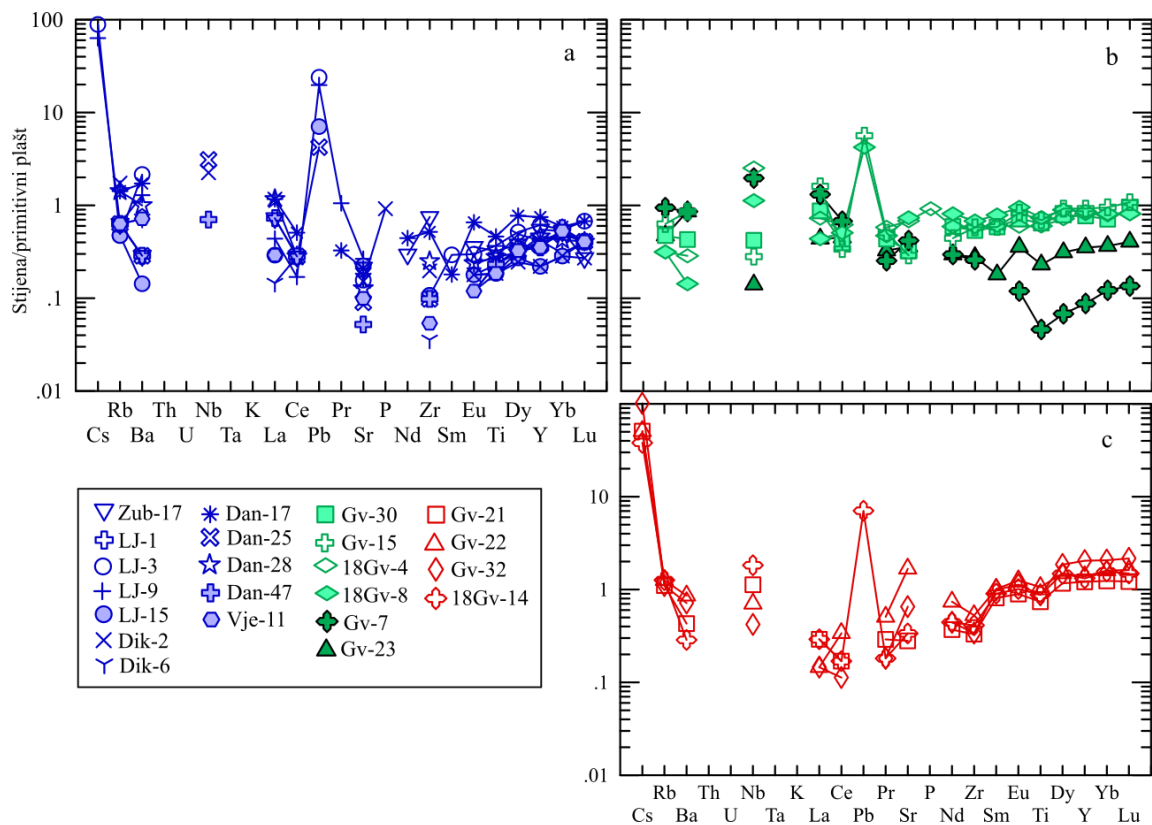 100
10
1
.1
.01
Stijena/primitivni plašt
a
b
Rb Ba Th Nb K La Ce Pb Pr P Zr Eu Dy Yb
Cs U Ta Sr Nd Sm Ti Y Lu
c
10
1
.1
.01
Zub-17
LJ-1
LJ-3
LJ-9
LJ-15
Dik-2
Dik-6
Dan-17
Dan-25
Dan-28
Dan-47
Vje-11
Gv-30
Gv-15
18Gv-4
18Gv-8
Gv-7
Gv-23
Gv-21
Gv-22
Gv-32
18Gv-14
Rb Th K Ce Pr P Zr Eu Dy Yb
Cs Ba U Ta La Pb Sr Nd Sm Ti Y Lu
Nb